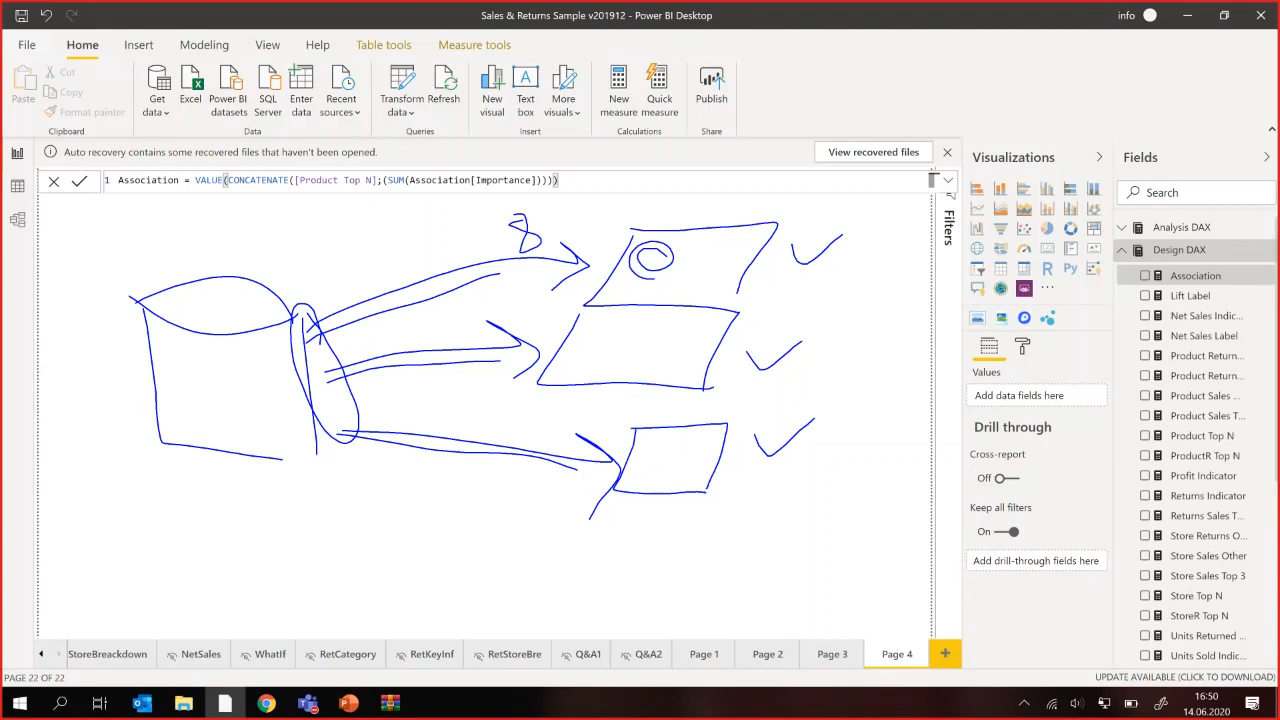 Sales & Returns Sample v201912 - Power BI Desktop
info
File Home Insert Modeling View Help Table tools Measure tools
Paste
Cut
Copy
Format painter
Clipboard
Get data
Excel
Power BI datasets
SQL Server
Enter data
Recent sources
Data
Transform data
Refresh
Queries
New visual
Text box
More visuals
Insert
New measure
Quick measure
Calculations
Publish
Share
Auto recovery contains some recovered files that haven't been opened.
View recovered files
1 Association = VALUE(CONCATENATE([Product Top N];(SUM(Association[Importance]))))
8
Filters
Visualizations
Values
Add data fields here
Drill through
Cross-report
Off
Keep all filters
On
Add drill-through fields here
Fields
Search
Analysis DAX
Design DAX
Association
Lift Label
Net Sales Indic...
Net Sales Label
Product Return...
Product Return...
Product Sales ...
Product Sales T...
Product Top N
ProductR Top N
Profit Indicator
Returns Indicator
Returns Sales T...
Store Returns O...
Store Sales Other
Store Sales Top 3
Store Top N
StoreR Top N
Units Returned ...
Units Sold Indic...
StoreBreakdown NetSales WhatIf RetCategory RetKeyInf RetStoreBre Q&A1 Q&A2 Page 1 Page 2 Page 3 Page 4
PAGE 22 OF 22
UPDATE AVAILABLE (CLICK TO DOWNLOAD)
16:50
14.06.2020